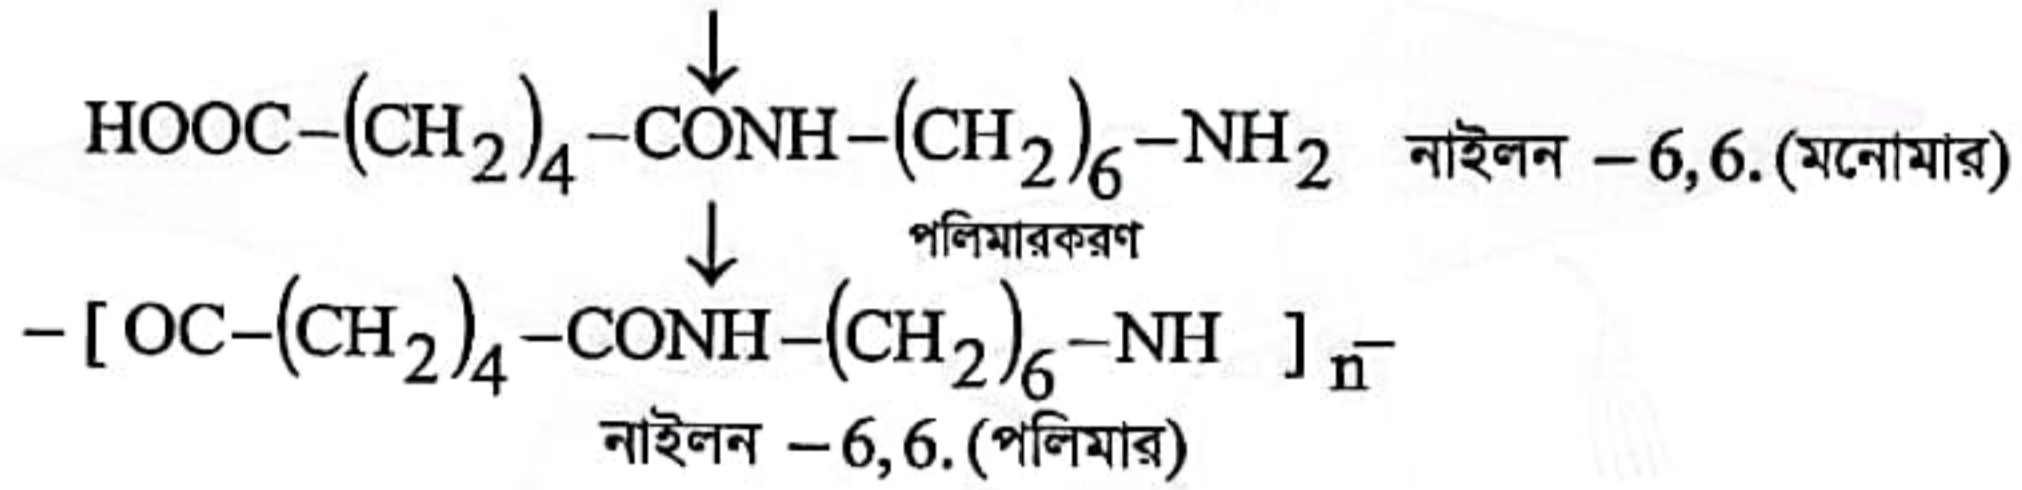 ↓
HOOC–(CH₂)₄–CONH–(CH₂)₆–NH₂ নাইলন – 6, 6. (মনোমার)
↓ পলিমারকরণ
– [ OC–(CH₂)₄–CONH–(CH₂)₆–NH ]ₙ–
নাইলন – 6, 6. (পলিমার)